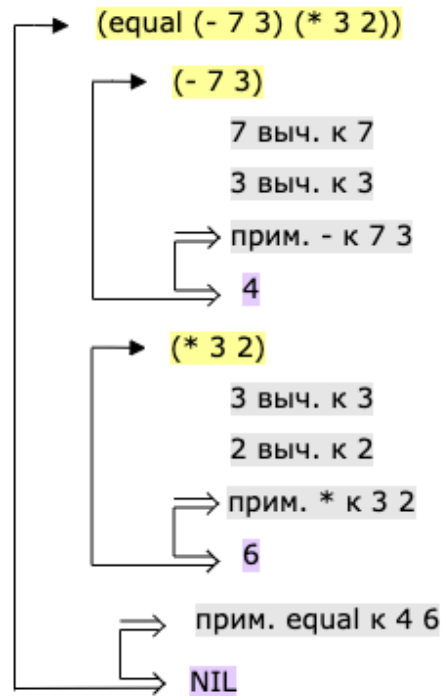 (equal (- 7 3) (* 3 2))
(- 7 3)
7 выч. к 7
3 выч. к 3
прим. - к 7 3
4
(* 3 2)
3 выч. к 3
2 выч. к 2
прим. * к 3 2
6
прим. equal к 4 6
NIL